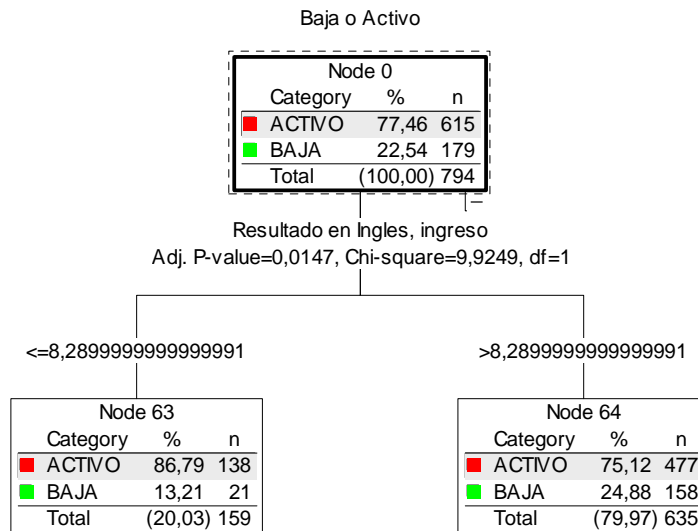 Baja o Activo
Node 0
Category % n
ACTIVO 77,46 615
BAJA 22,54 179
Total (100,00) 794
Resultado en Ingles, ingreso
Adj. P-value=0,0147, Chi-square=9,9249, df=1
<=8,2899999999999991
>8,2899999999999991
Node 63
Category % n
ACTIVO 86,79 138
BAJA 13,21 21
Total (20,03) 159
Node 64
Category % n
ACTIVO 75,12 477
BAJA 24,88 158
Total (79,97) 635